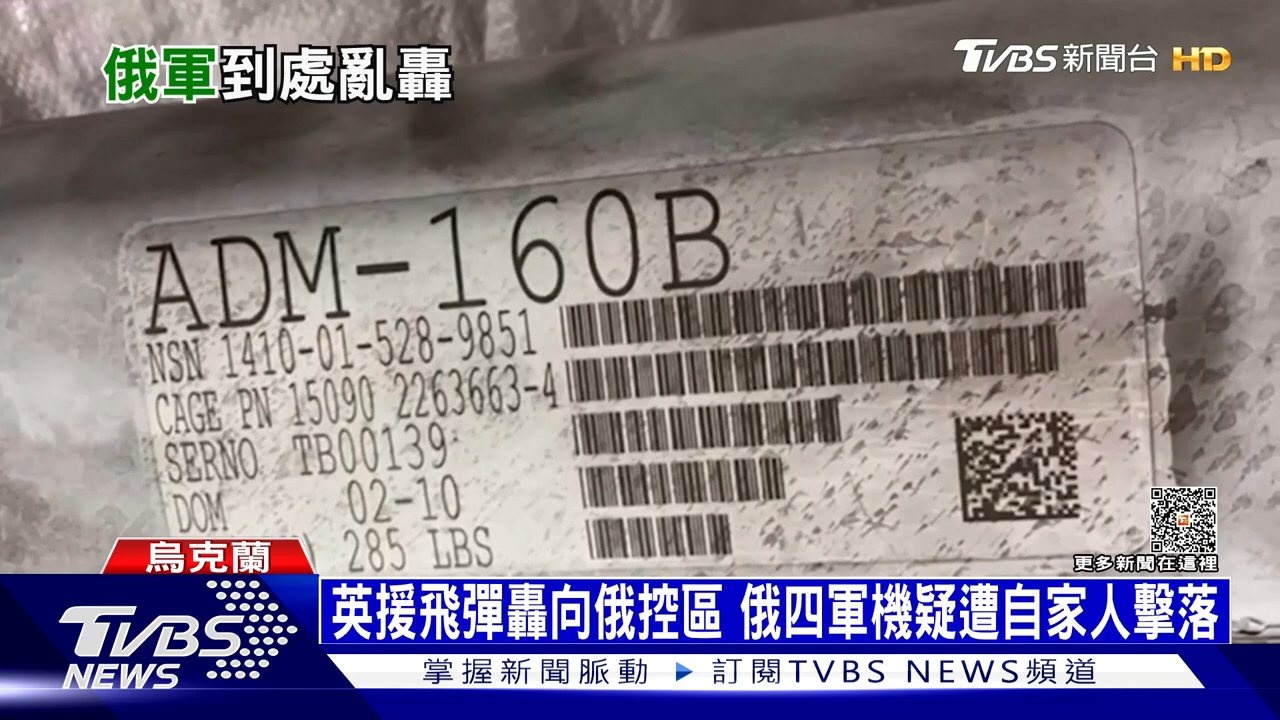 俄軍到處亂轟
TVBS新聞台 HD
ADM-160B
NSN 1410-01-528-9851
CAGE PN 15090 2263663-4
SERNO TB00139
DOM 02-10
285 LBS
更多新聞在這裡
烏克蘭
英援飛彈轟向俄控區 俄四軍機疑遭自家人擊落
TVBS NEWS
掌握新聞脈動 ▶ 訂閱TVBS NEWS頻道